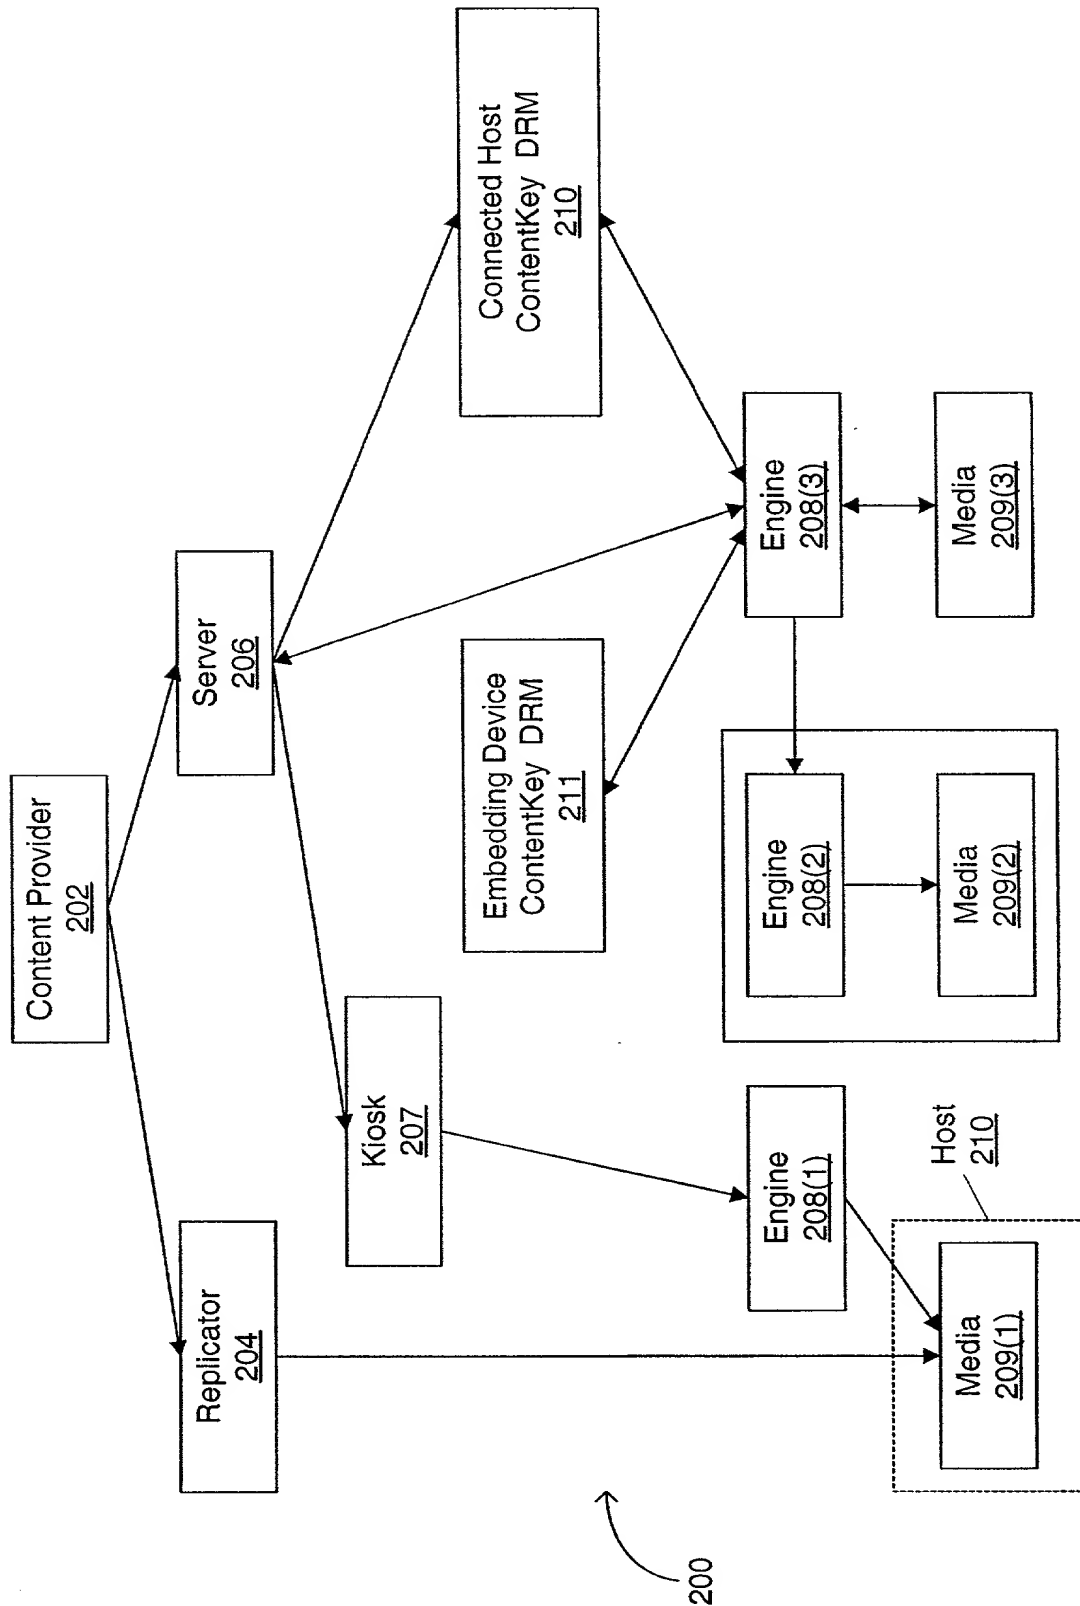 Content Provider
202
Replicator
204
Server
206
Kiosk
207
Embedding Device
ContentKey DRM
211
Connected Host
ContentKey DRM
210
Engine
208(1)
Engine
208(2)
Engine
208(3)
Media
209(1)
Host
210
Media
209(2)
Media
209(3)
200